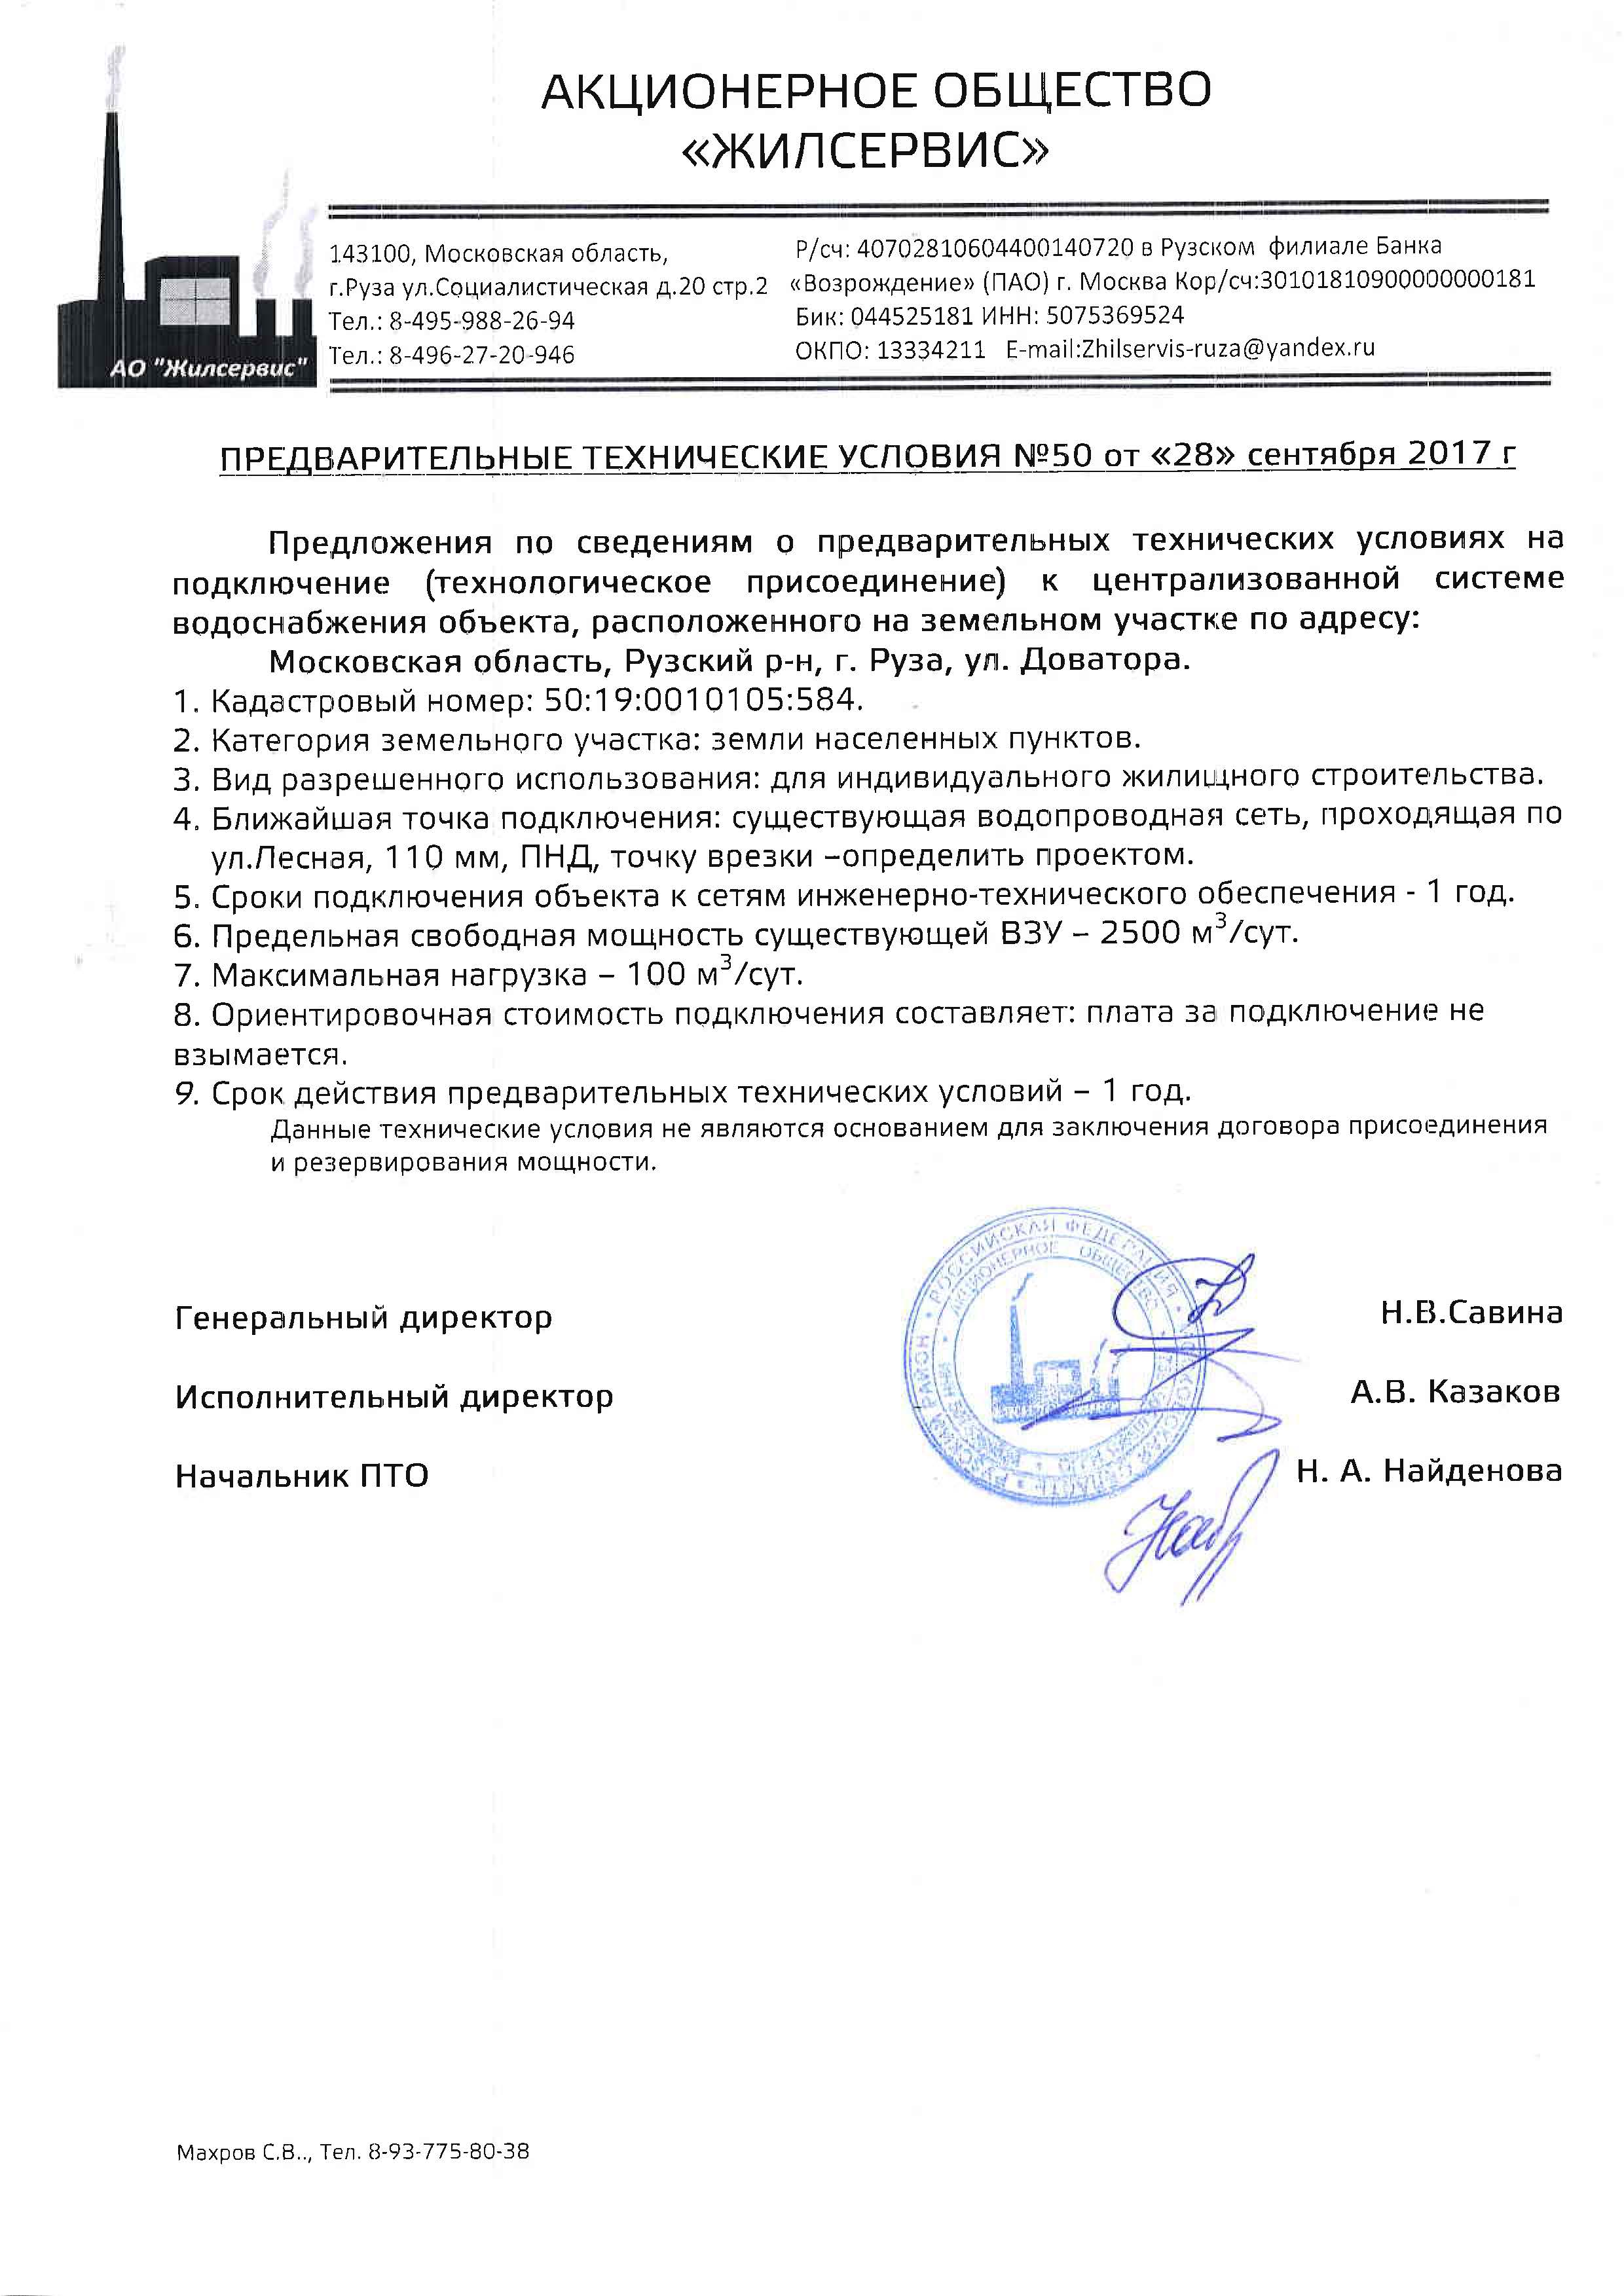 АКЦИОНЕРНОЕ ОБЩЕСТВО
«ЖИЛСЕРВИС»
АО "Жилсервис"
143100, Московская область,
г.Руза ул.Социалистическая д.20 стр.2
Тел.: 8-495-988-26-94
Тел.: 8-496-27-20-946
Р/сч: 40702810604400140720 в Рузском филиале Банка
«Возрождение» (ПАО) г. Москва Кор/сч:30101810900000000181
Бик: 044525181 ИНН: 5075369524
ОКПО: 13334211 E-mail:Zhilservis-ruza@yandex.ru
ПРЕДВАРИТЕЛЬНЫЕ ТЕХНИЧЕСКИЕ УСЛОВИЯ №50 от «28» сентября 2017 г
Предложения по сведениям о предварительных технических условиях на
подключение (технологическое присоединение) к централизованной системе
водоснабжения объекта, расположенного на земельном участке по адресу:
Московская область, Рузский р-н, г. Руза, ул. Доватора.
1. Кадастровый номер: 50:19:0010105:584.
2. Категория земельного участка: земли населенных пунктов.
3. Вид разрешенного использования: для индивидуального жилищного строительства.
4. Ближайшая точка подключения: существующая водопроводная сеть, проходящая по
ул.Лесная, 110 мм, ПНД, точку врезки –определить проектом.
5. Сроки подключения объекта к сетям инженерно-технического обеспечения - 1 год.
6. Предельная свободная мощность существующей ВЗУ – 2500 м³/сут.
7. Максимальная нагрузка – 100 м³/сут.
8. Ориентировочная стоимость подключения составляет: плата за подключение не
взымается.
9. Срок действия предварительных технических условий – 1 год.
Данные технические условия не являются основанием для заключения договора присоединения
и резервирования мощности.
РОССИЙСКАЯ ФЕДЕРАЦИЯ
АКЦИОНЕРНОЕ ОБЩЕСТВО
Генеральный директор Н.В.Савина
Исполнительный директор А.В. Казаков
Начальник ПТО Н. А. Найденова
Махров С.В.., Тел. 8-93-775-80-38